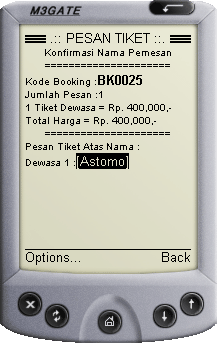 M3GATE
.:: PESAN TIKET ::.
Konfirmasi Nama Pemesan
====================
Kode Booking :BK0025
Jumlah Pesan :1
1 Tiket Dewasa = Rp. 400,000,-
Total Harga = Rp. 400,000,-
====================
Pesan Tiket Atas Nama :
Dewasa 1 : Astomo
Options... Back